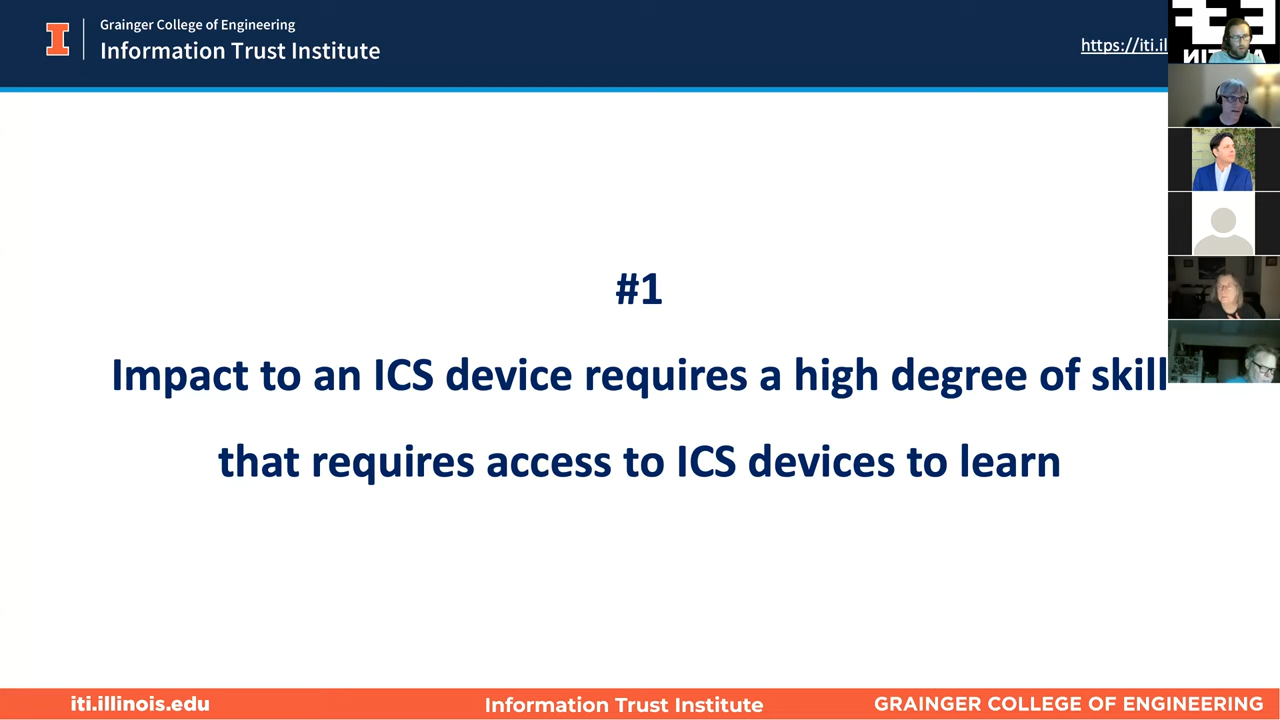 Grainger College of Engineering
Information Trust Institute
https://iti.il
#1
Impact to an ICS device requires a high degree of skill
that requires access to ICS devices to learn
iti.illinois.edu
Information Trust Institute
GRAINGER COLLEGE OF ENGINEERING